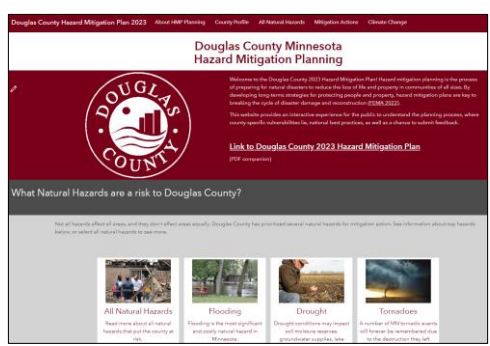 Douglas County Hazard Mitigation Plan 2023 About HMP Planning County Profile All Natural Hazards Mitigation Actions Climate Change
Douglas County Minnesota
Hazard Mitigation Planning
DOUGLAS
COUNTY
Welcome to the Douglas County 2023 Hazard Mitigation Plan! Hazard mitigation planning is the process
of preparing for natural disasters to reduce the loss of life and property in communities of all sizes. By
developing long-terms strategies for protecting people and property, hazard mitigation plans are key to
breaking the cycle of disaster damage and reconstruction (FEMA 2022).
This website provides an interactive experience for the public to understand the planning process, where
county-specific vulnerabilities lie, national best practices, as well as a chance to submit feedback.
Link to Douglas County 2023 Hazard Mitigation Plan
(PDF companion)
What Natural Hazards are a risk to Douglas County?
Not all hazards effect all areas, and they don't effect areas equally. Douglas County has prioritized several natural hazards for mitigation action. See information about top hazards
below, or select all natural hazards to see more.
All Natural Hazards
Read more about all natural
hazards that put the county at
risk.
Flooding
Flooding is the most significant
and costly natural hazard in
Minnesota.
Drought
Drought conditions may impact
soil moisture reserves,
groundwater supplies, lake
Tornadoes
A number of MN tornadic events
will forever be remembered due
to the destruction they left